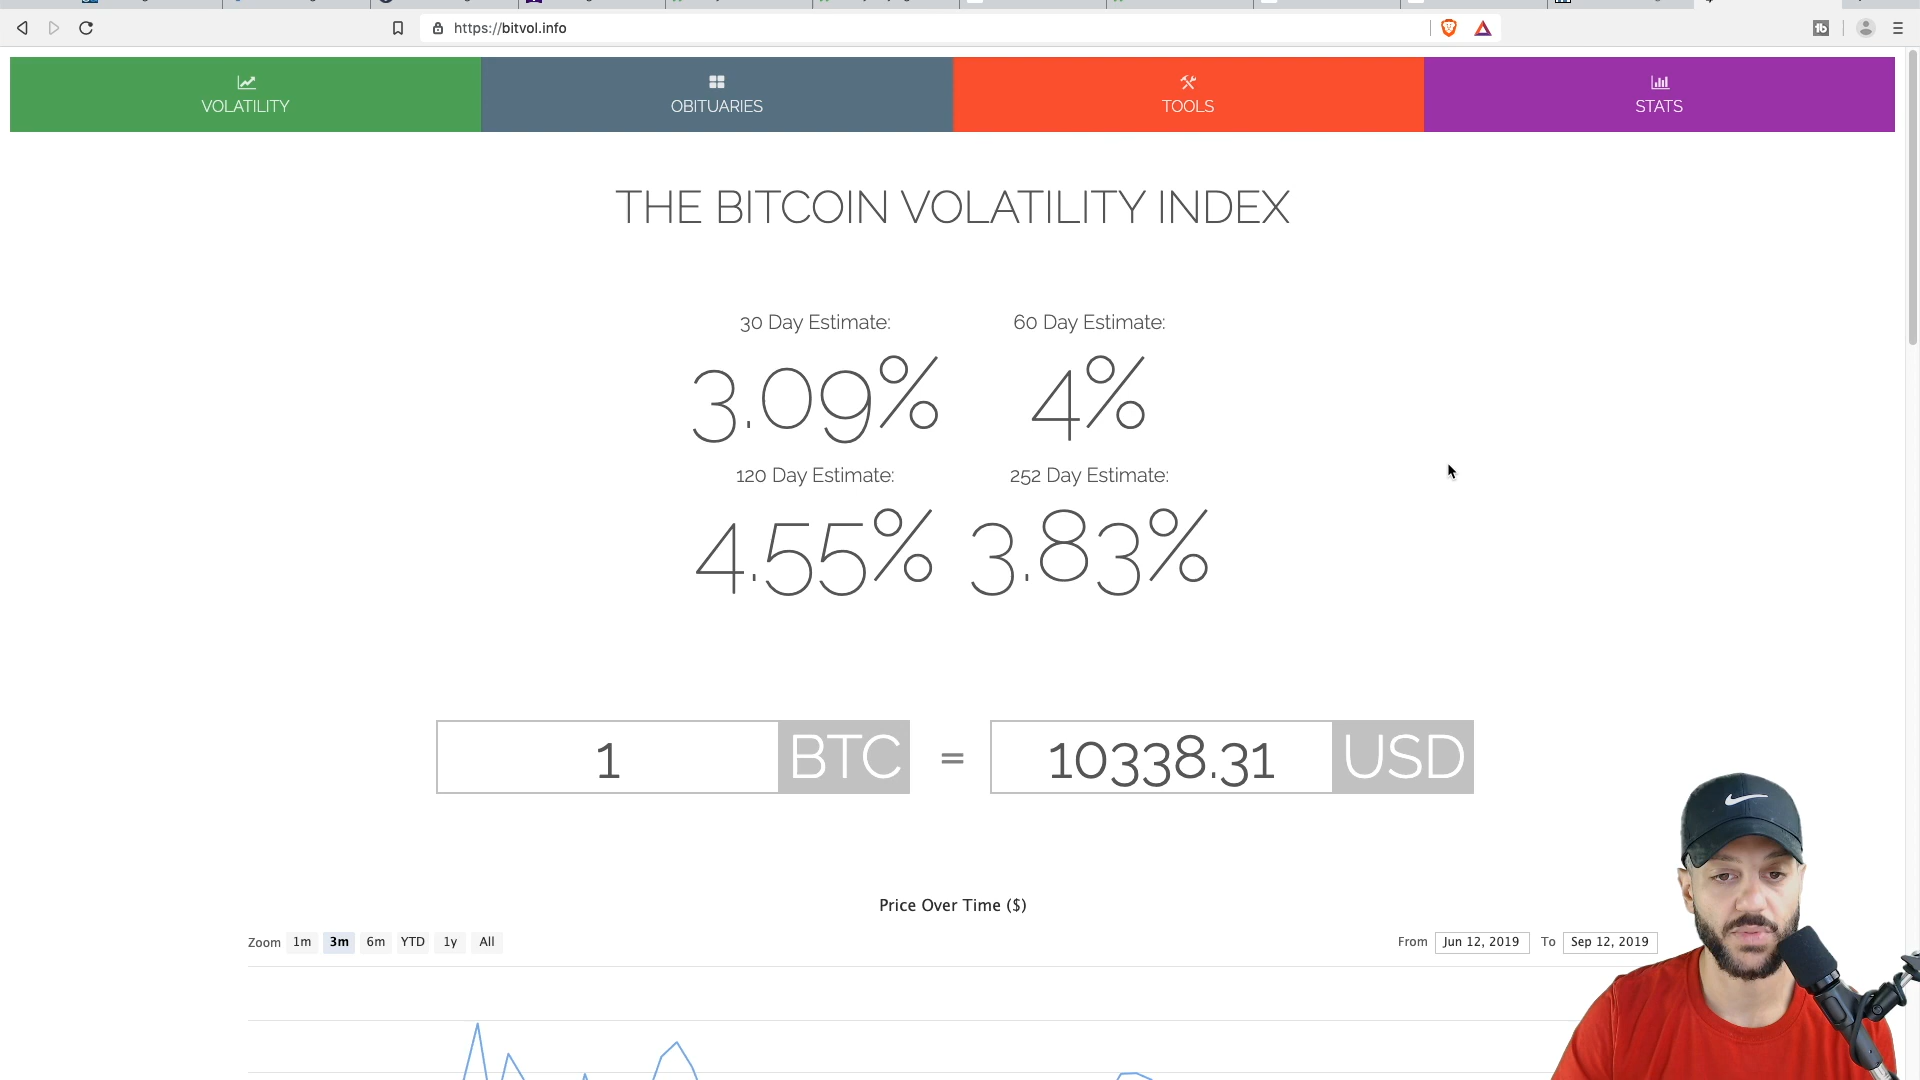 https://bitvol.info
VOLATILITY
OBITUARIES
TOOLS
STATS
THE BITCOIN VOLATILITY INDEX
30 Day Estimate:
60 Day Estimate:
3.09%
4%
120 Day Estimate:
252 Day Estimate:
4.55%
3.83%
1 BTC = 10338.31 USD
Price Over Time ($)
Zoom 1m 3m 6m YTD 1y All
From Jun 12, 2019 To Sep 12, 2019